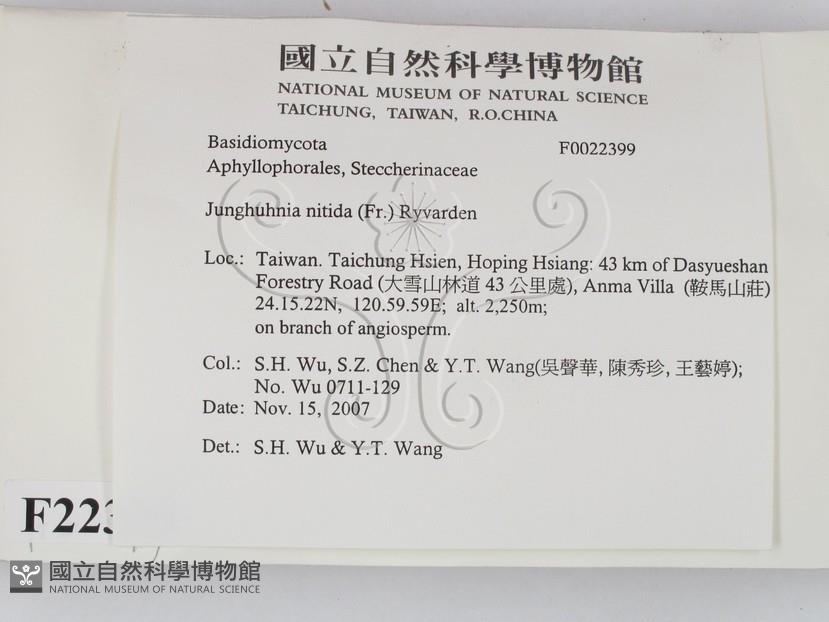 國立自然科學博物館
NATIONAL MUSEUM OF NATURAL SCIENCE
TAICHUNG, TAIWAN, R.O.CHINA
Basidiomycota F0022399
Aphyllophorales, Steccherinaceae
Junghuhnia nitida (Fr.) Ryvarden
Loc.: Taiwan. Taichung Hsien, Hoping Hsiang: 43 km of Dasyueshan
Forestry Road (大雪山林道 43 公里處), Anma Villa (鞍馬山莊)
24.15.22N, 120.59.59E; alt. 2,250m;
on branch of angiosperm.
Col.: S.H. Wu, S.Z. Chen & Y.T. Wang(吳聲華, 陳秀珍, 王藝婷);
No. Wu 0711-129
Date: Nov. 15, 2007
Det.: S.H. Wu & Y.T. Wang
F223
國立自然科學博物館
NATIONAL MUSEUM OF NATURAL SCIENCE